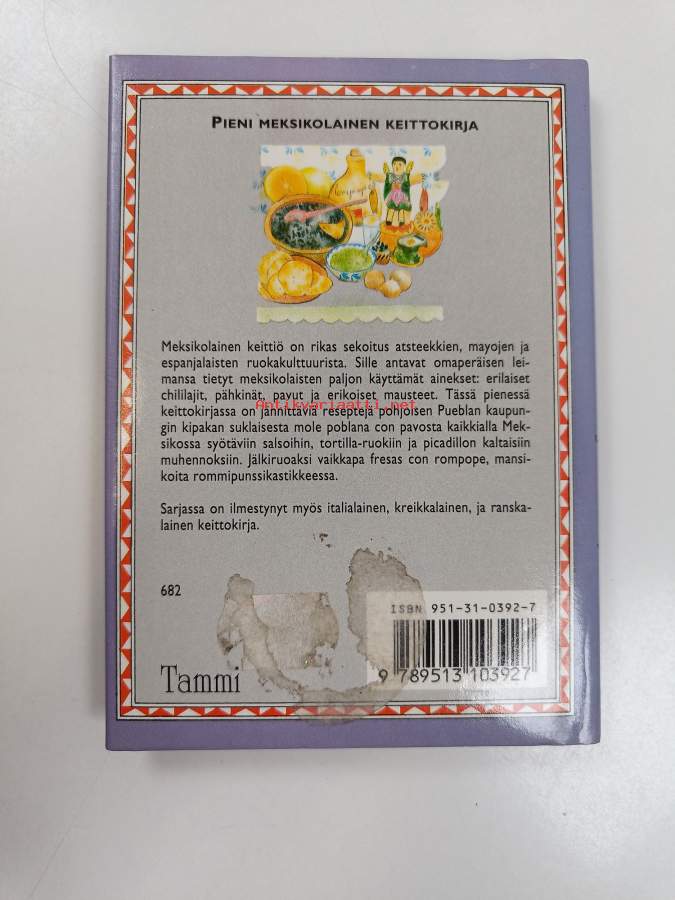 PIENI MEKSIKOLAINEN KEITTOKIRJA
Meksikolainen keittiö on rikas sekoitus atsteekkien, mayojen ja
espanjalaisten ruokakulttuurista. Sille antavat omaperäisen lei-
mansa tietyt meksikolaisten paljon käyttämät ainekset: erilaiset
chililajit, pähkinät, pavut ja erikoiset mausteet. Tässä pienessä
Antikvariaatti.net
keittokirjassa on jännittäviä reseptejä pohjoisen Pueblan kaupun-
gin kipakan suklaisesta mole poblana con pavosta kaikkialla Mek-
sikossa syötäviin salsoihin, tortilla-ruokiin ja picadillon kaltaisiin
muhennoksiin. Jälkiruoaksi vaikkapa fresas con rompope, mansi-
koita rommipunssikastikkeessa.
Sarjassa on ilmestynyt myös italialainen, kreikkalainen, ja ranska-
lainen keittokirja.
682
ISBN 951-31-0392-7
9 789513 103927
Tammi